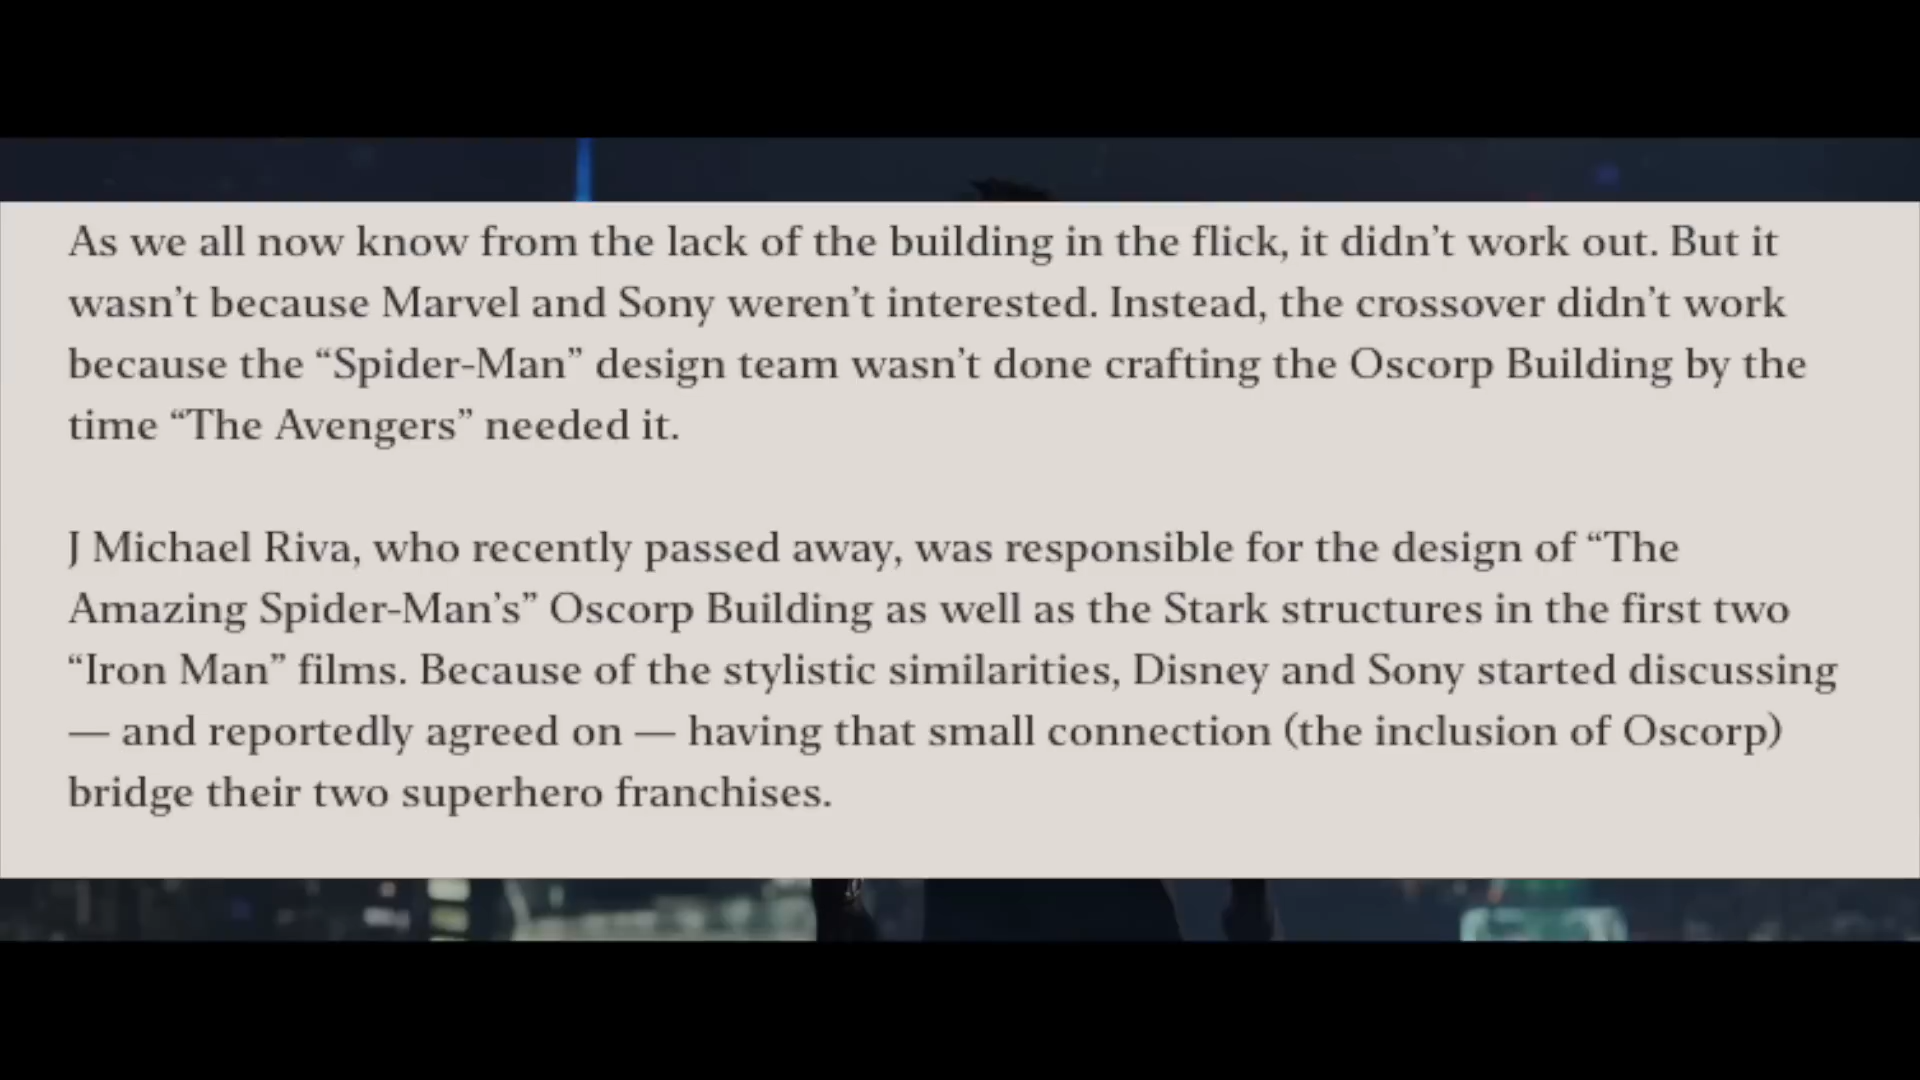 As we all now know from the lack of the building in the flick, it didn’t work out. But it
wasn’t because Marvel and Sony weren’t interested. Instead, the crossover didn’t work
because the “Spider-Man” design team wasn’t done crafting the Oscorp Building by the
time “The Avengers” needed it.
J Michael Riva, who recently passed away, was responsible for the design of “The
Amazing Spider-Man’s” Oscorp Building as well as the Stark structures in the first two
“Iron Man” films. Because of the stylistic similarities, Disney and Sony started discussing
— and reportedly agreed on — having that small connection (the inclusion of Oscorp)
bridge their two superhero franchises.